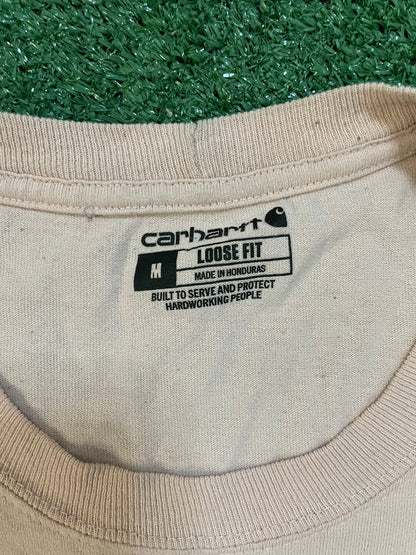 carhartt
M
LOOSE FIT
MADE IN HONDURAS
BUILT TO SERVE AND PROTECT
HARDWORKING PEOPLE